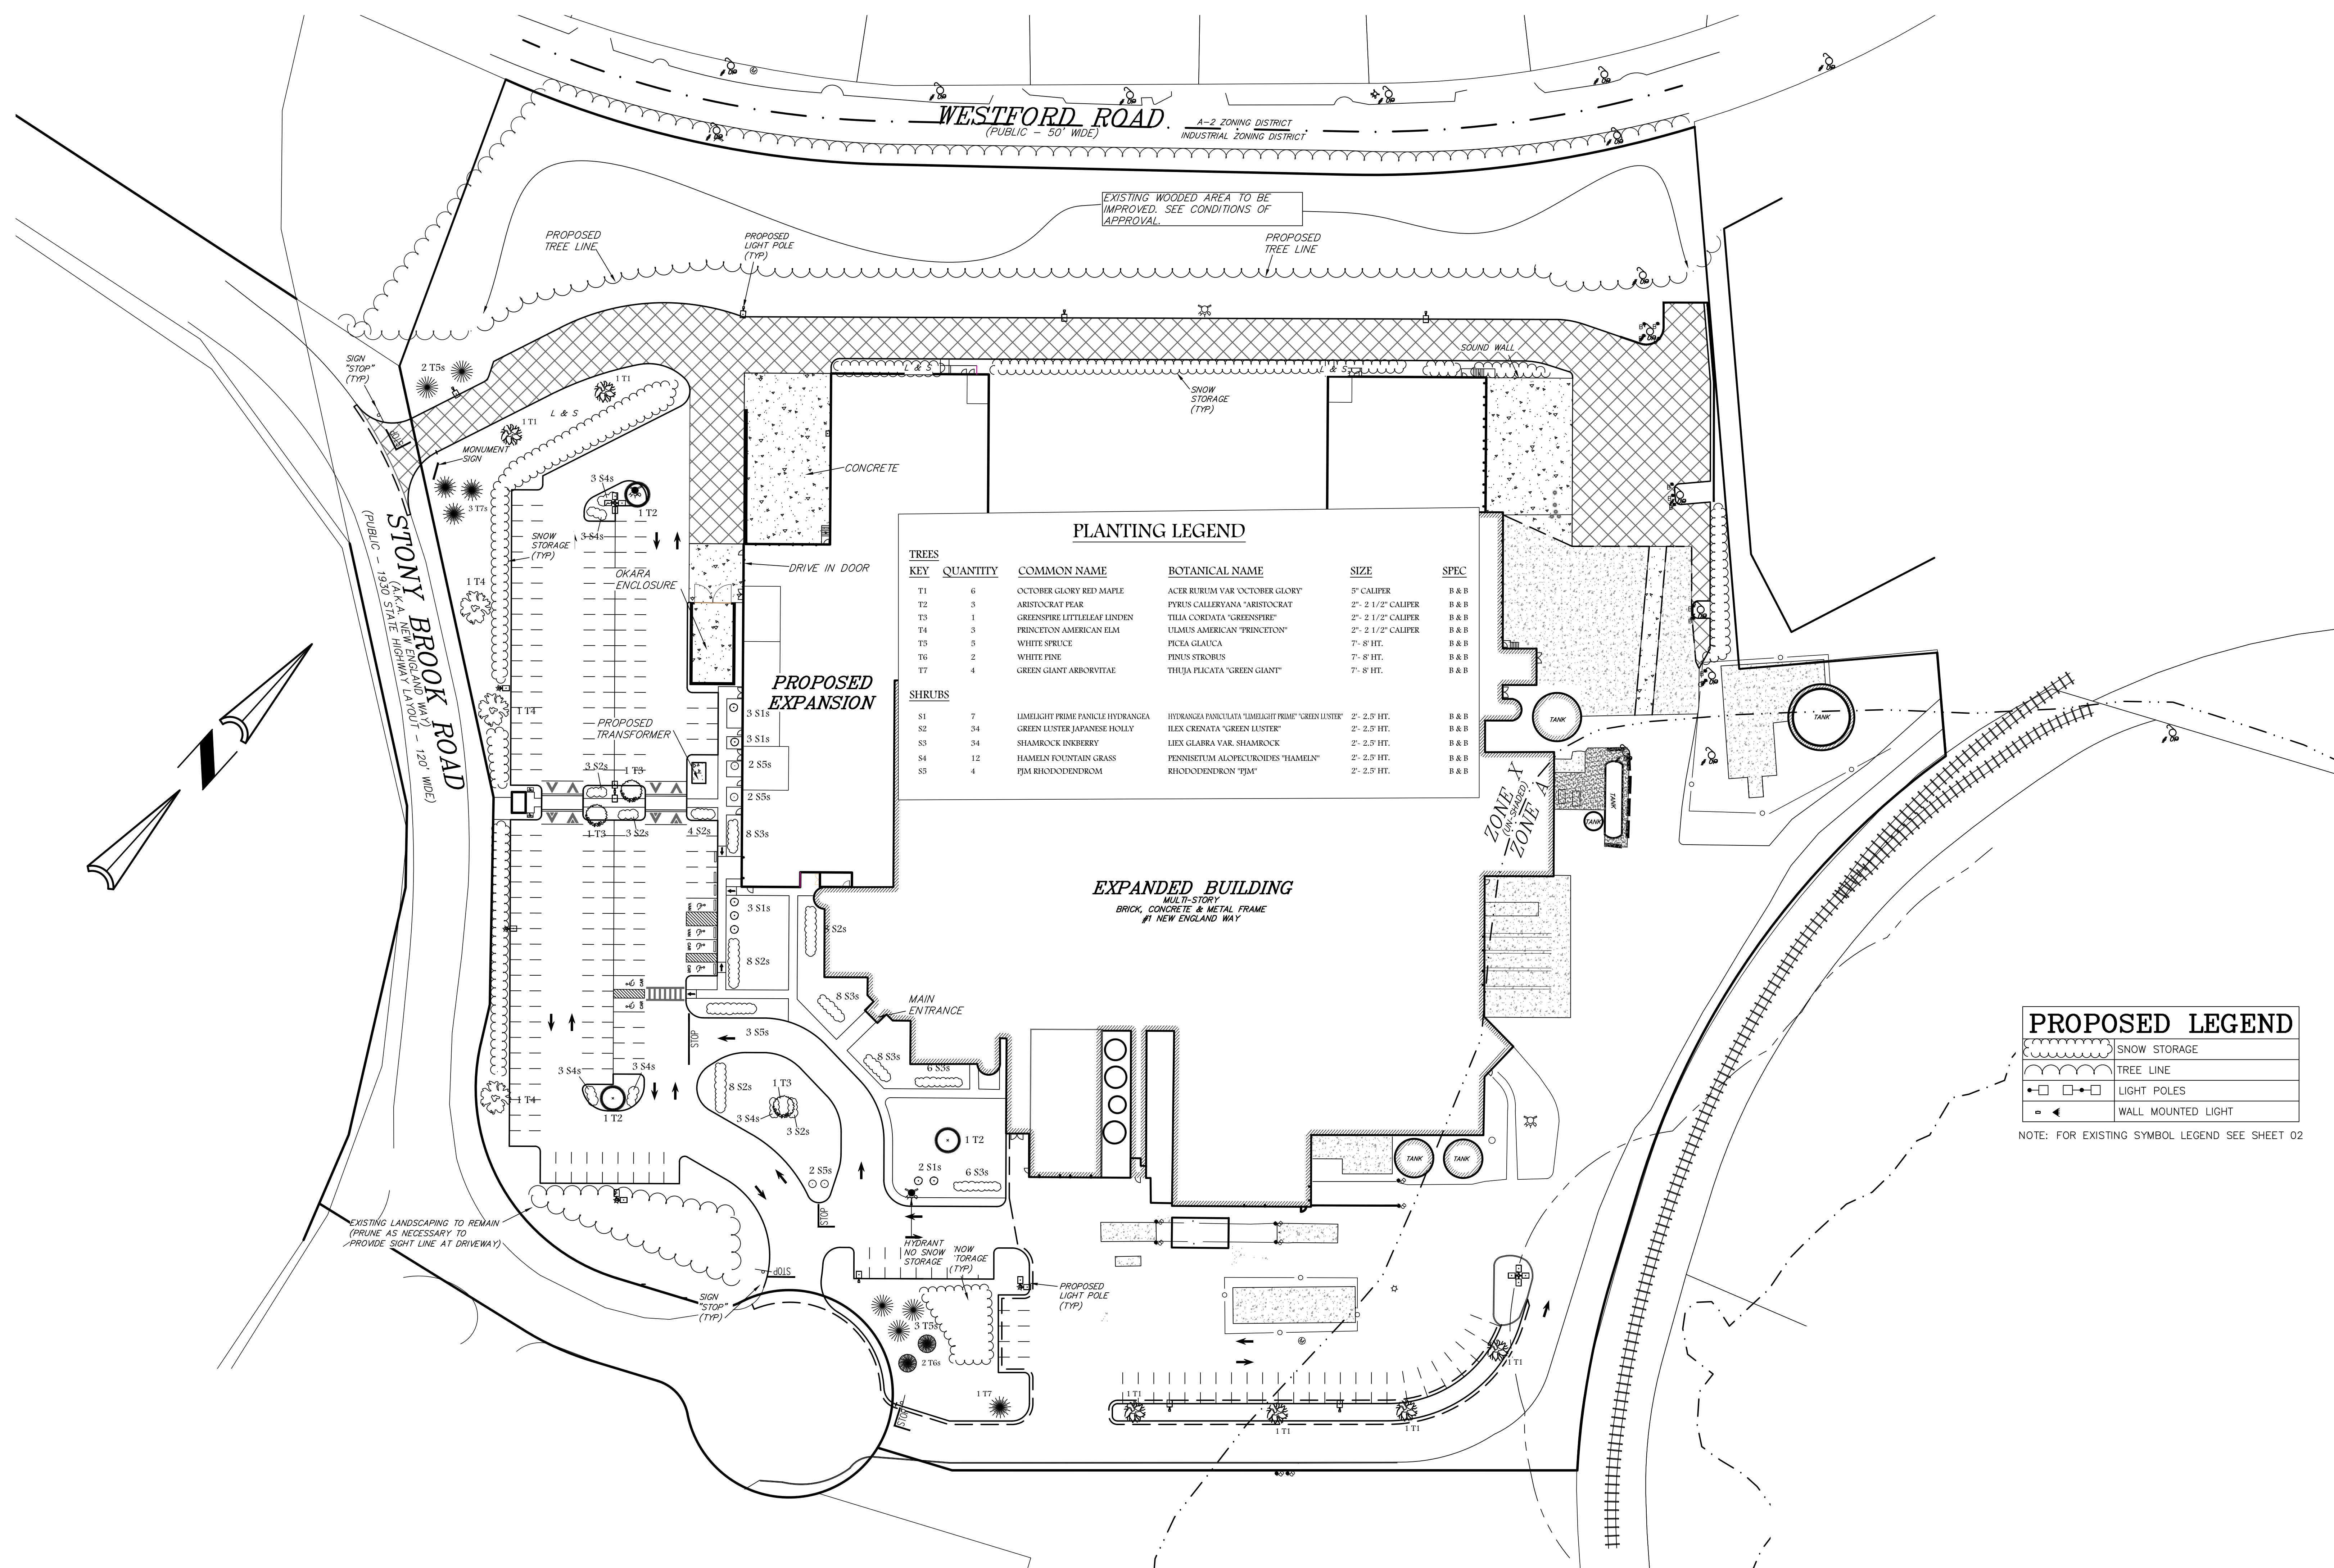 WESTFORD ROAD
(PUBLIC - 50' WIDE)
A-2 ZONING DISTRICT
INDUSTRIAL ZONING DISTRICT
EXISTING WOODED AREA TO BE
IMPROVED. SEE CONDITIONS OF
APPROVAL.
PROPOSED
TREE LINE
PROPOSED
LIGHT POLE
(TYP)
PROPOSED
TREE LINE
SIGN
"STOP"
(TYP)
2 T5s
1 T1
L & S
1 T1
MONUMENT
SIGN
3 T7s
STOP
L & S
SNOW
STORAGE
(TYP)
L & S
SOUND WALL
CONCRETE
3 S4s
1 T2
3 S4s
SNOW
STORAGE
(TYP)
OKARA
ENCLOSURE
DRIVE IN DOOR
1 T4
STONY BROOK ROAD
(A.K.A. NEW ENGLAND WAY)
(PUBLIC - 1930 STATE HIGHWAY LAYOUT - 120' WIDE)
PLANTING LEGEND
TREES
KEY QUANTITY COMMON NAME BOTANICAL NAME SIZE SPEC
T1 6 OCTOBER GLORY RED MAPLE ACER RURUM VAR 'OCTOBER GLORY' 5" CALIPER B & B
T2 3 ARISTOCRAT PEAR PYRUS CALLERYANA "ARISTOCRAT 2"- 2 1/2" CALIPER B & B
T3 1 GREENSPIRE LITTLELEAF LINDEN TILIA CORDATA "GREENSPIRE" 2"- 2 1/2" CALIPER B & B
T4 3 PRINCETON AMERICAN ELM ULMUS AMERICAN "PRINCETON" 2"- 2 1/2" CALIPER B & B
T5 5 WHITE SPRUCE PICEA GLAUCA 7'- 8' HT. B & B
T6 2 WHITE PINE PINUS STROBUS 7'- 8' HT. B & B
T7 4 GREEN GIANT ARBORVITAE THUJA PLICATA "GREEN GIANT" 7'- 8' HT. B & B
SHRUBS
S1 7 LIMELIGHT PRIME PANICLE HYDRANGEA HYDRANGEA PANICULATA "LIMELIGHT PRIME" "GREEN LUSTER" 2'- 2.5' HT. B & B
S2 34 GREEN LUSTER JAPANESE HOLLY ILEX CRENATA "GREEN LUSTER" 2'- 2.5' HT. B & B
S3 34 SHAMROCK INKBERRY LIEX GLABRA VAR. SHAMROCK 2'- 2.5' HT. B & B
S4 12 HAMELN FOUNTAIN GRASS PENNISETUM ALOPECUROIDES "HAMELN" 2'- 2.5' HT. B & B
S5 4 PJM RHODODENDROM RHODODENDRON "PJM" 2'- 2.5' HT. B & B
PROPOSED
EXPANSION
1 T4
PROPOSED
TRANSFORMER
3 S1s
3 S1s
2 S5s
2 S5s
3 S2s
1 T3
1 T3
3 S2s
4 S2s
8 S3s
TANK
TANK
TANK
TANK
ZONE X
(UN-SHADED)
ZONE A
EXPANDED BUILDING
MULTI-STORY
BRICK, CONCRETE & METAL FRAME
#1 NEW ENGLAND WAY
3 S1s
S2s
8 S2s
8 S3s
MAIN
ENTRANCE
3 S5s
STOP
8 S3s
6 S3s
3 S4s
3 S4s
1 T4
1 T2
8 S2s
1 T3
3 S4s
3 S2s
1 T2
2 S1s
6 S3s
2 S5s
STOP
TANK
TANK
PROPOSED LEGEND
SNOW STORAGE
TREE LINE
LIGHT POLES
WALL MOUNTED LIGHT
NOTE: FOR EXISTING SYMBOL LEGEND SEE SHEET 02
EXISTING LANDSCAPING TO REMAIN
(PRUNE AS NECESSARY TO
PROVIDE SIGHT LINE AT DRIVEWAY)
HYDRANT
NO SNOW
STORAGE
NOW
TORAGE
(TYP)
STOP
SIGN
"STOP"
(TYP)
PROPOSED
LIGHT POLE
(TYP)
3 T5s
2 T6s
1 T7
STOP
1 T1
1 T1
1 T1
1 T1